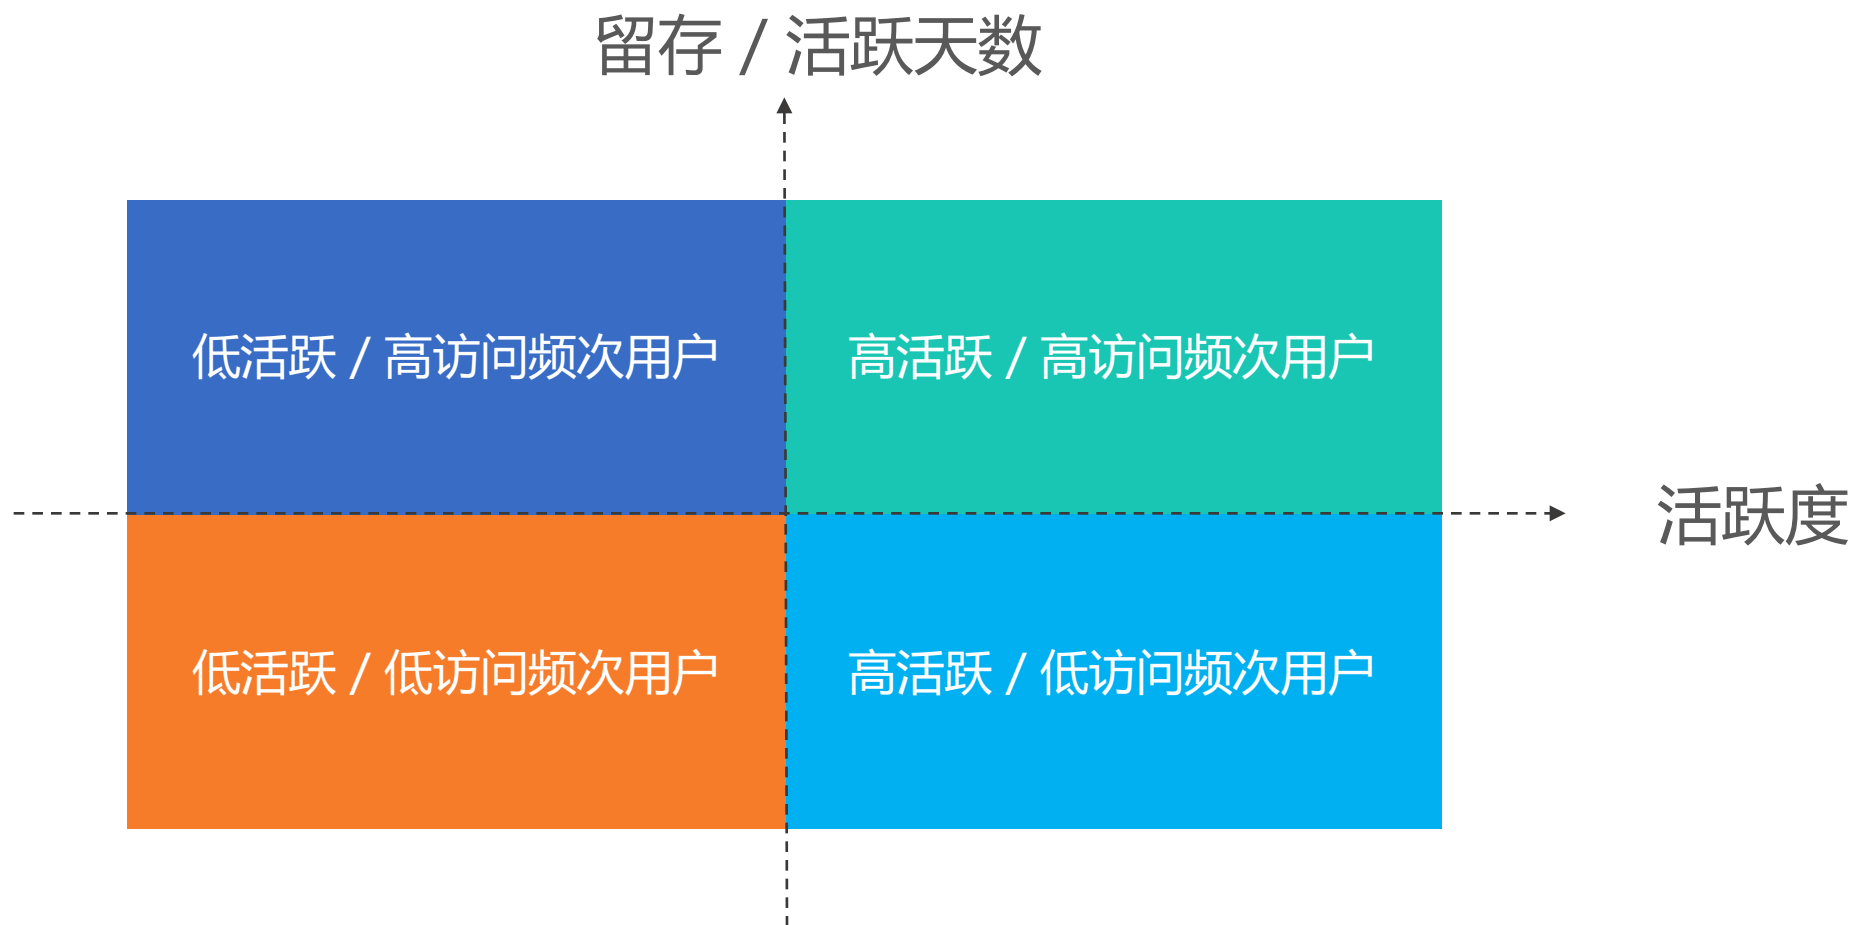 留存 / 活跃天数
低活跃 / 高访问频次用户
高活跃 / 高访问频次用户
活跃度
低活跃 / 低访问频次用户
高活跃 / 低访问频次用户